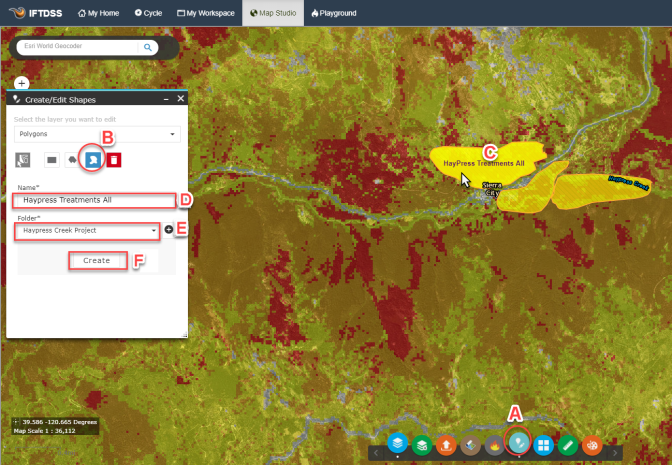 IFTDSS My Home Cycle My Workspace Map Studio Playground
Esri World Geocoder
+
Create/Edit Shapes – ×
Select the layer you want to edit
B
Polygons
C
HayPress Treatments All
Haypress Creek
Sierra
City
Name*
Haypress Treatments All D
Folder*
Haypress Creek Project E
Create F
A
39.586 -120.665 Degrees
Map Scale 1 : 36,112